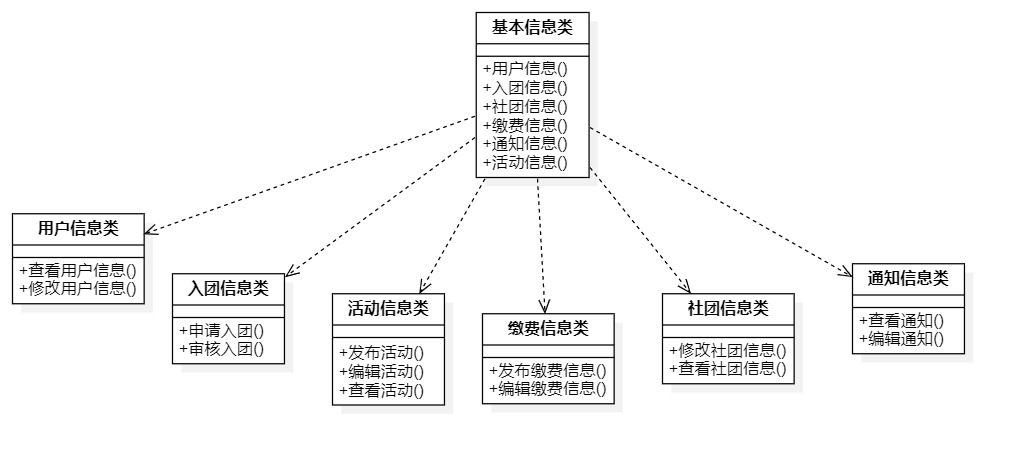 基本信息类
+用户信息()
+入团信息()
+社团信息()
+缴费信息()
+通知信息()
+活动信息()
用户信息类
+查看用户信息()
+修改用户信息()
入团信息类
+申请入团()
+审核入团()
活动信息类
+发布活动()
+编辑活动()
+查看活动()
缴费信息类
+发布缴费信息()
+编辑缴费信息()
社团信息类
+修改社团信息()
+查看社团信息()
通知信息类
+查看通知()
+编辑通知()